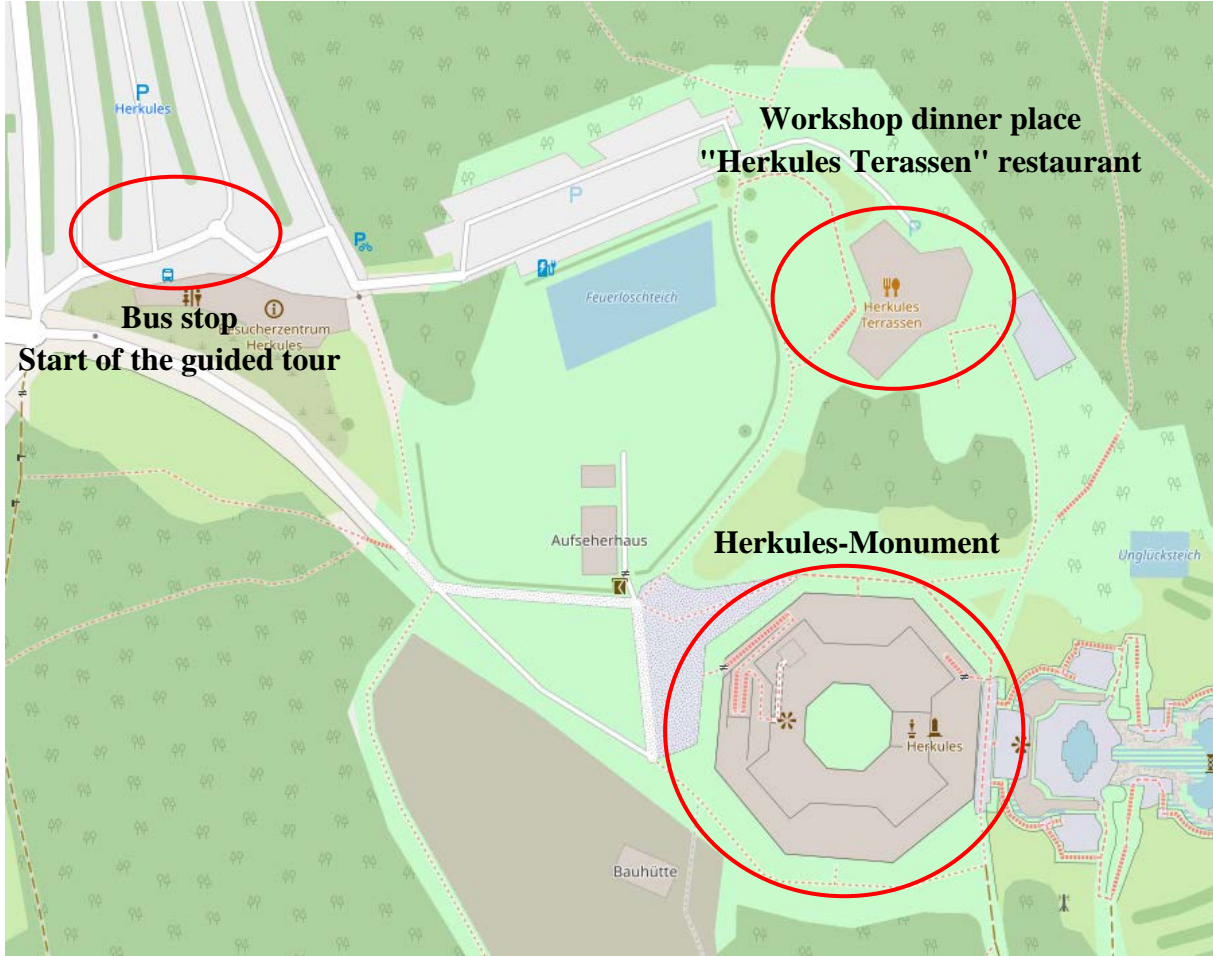 P
Herkules
Workshop dinner place
"Herkules Terassen" restaurant
P
P
P
Feuerlöschteich
Herkules
Terrassen
Bus stop
Besucherzentrum
Herkules
Start of the guided tour
Aufseherhaus
Herkules-Monument
Unglücksteich
Herkules
Bauhütte